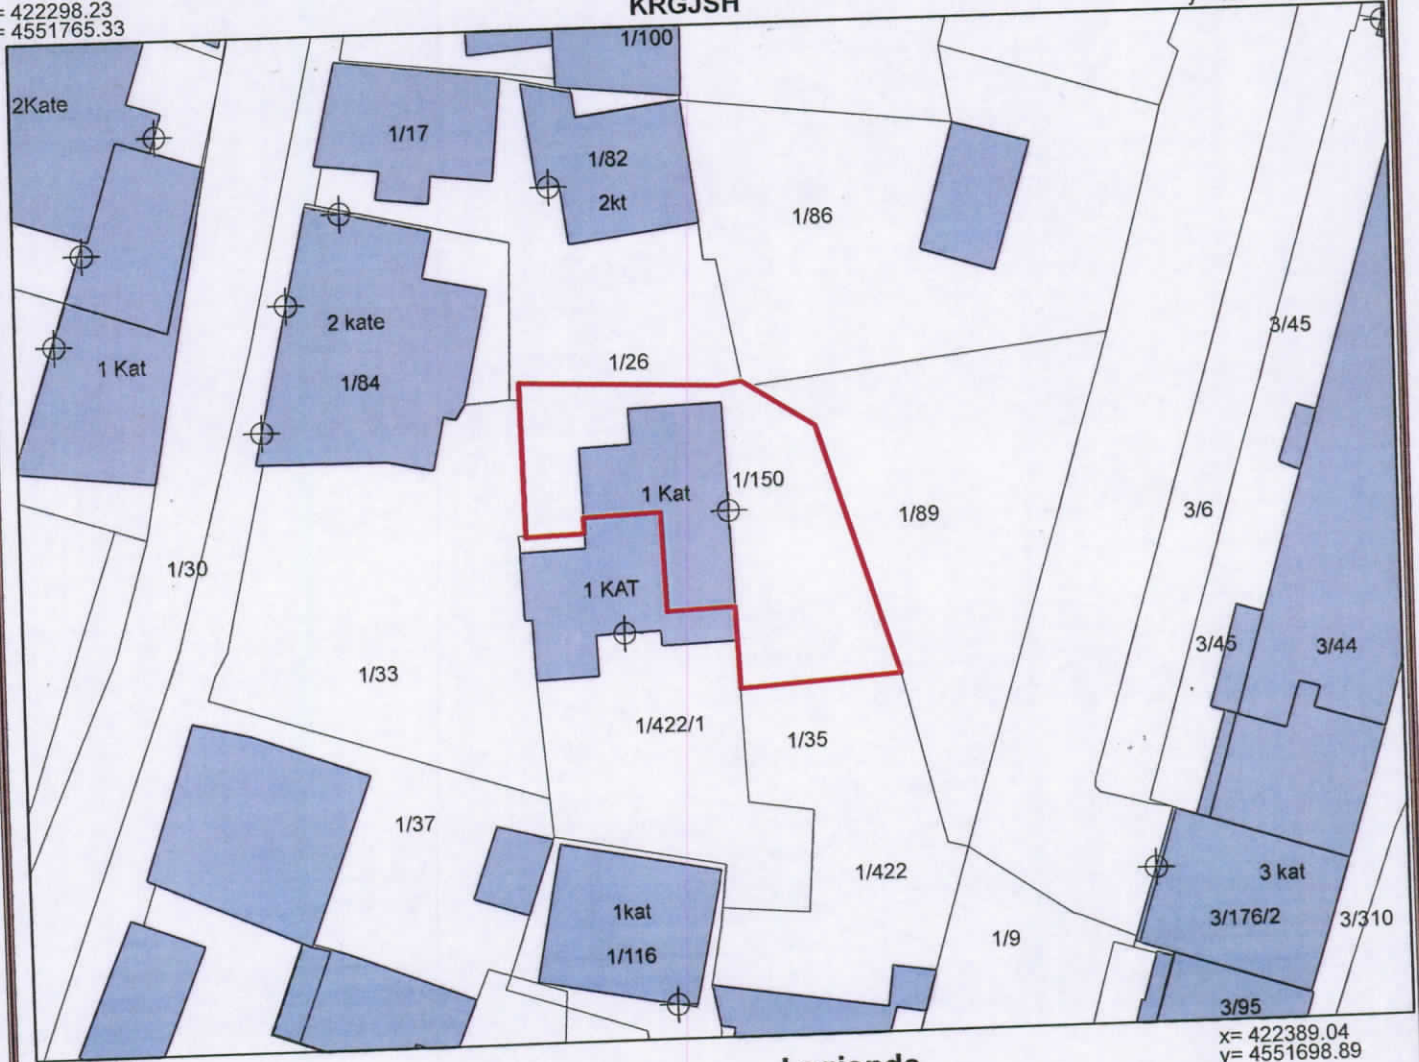 = 422298.23
= 4551765.33
KRGJSH
1/100
2Kate
1/17
1/82
2kt
1/86
2 kate
1/84
1 Kat
1/26
3/45
1 Kat
1/150
1/89
3/6
1/30
1 KAT
1/33
3/45
3/44
1/422/1
1/35
1/37
1/422
3 kat
1kat
1/116
3/176/2
3/310
1/9
3/95
x= 422389.04
y= 4551698.89